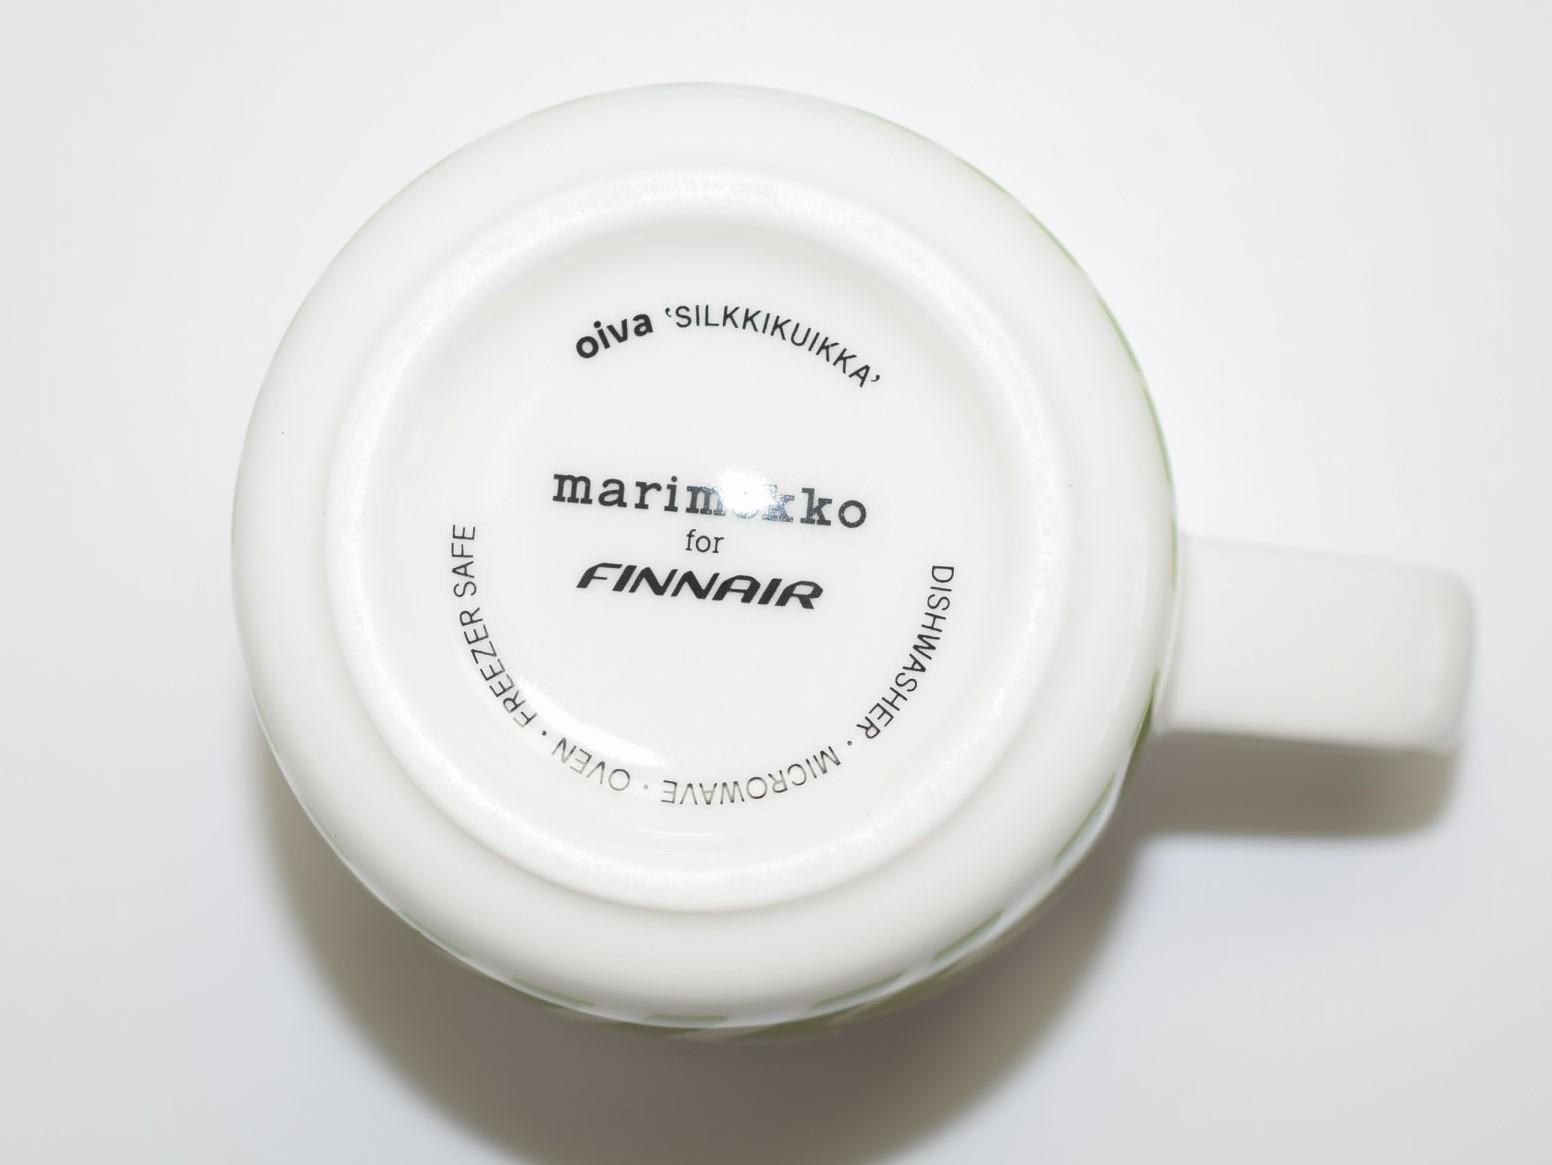 oiva ‘SILKKIKUIKKA’
marimekko
for
FINNAIR
DISHWASHER · MICROWAVE · OVEN · FREEZER SAFE